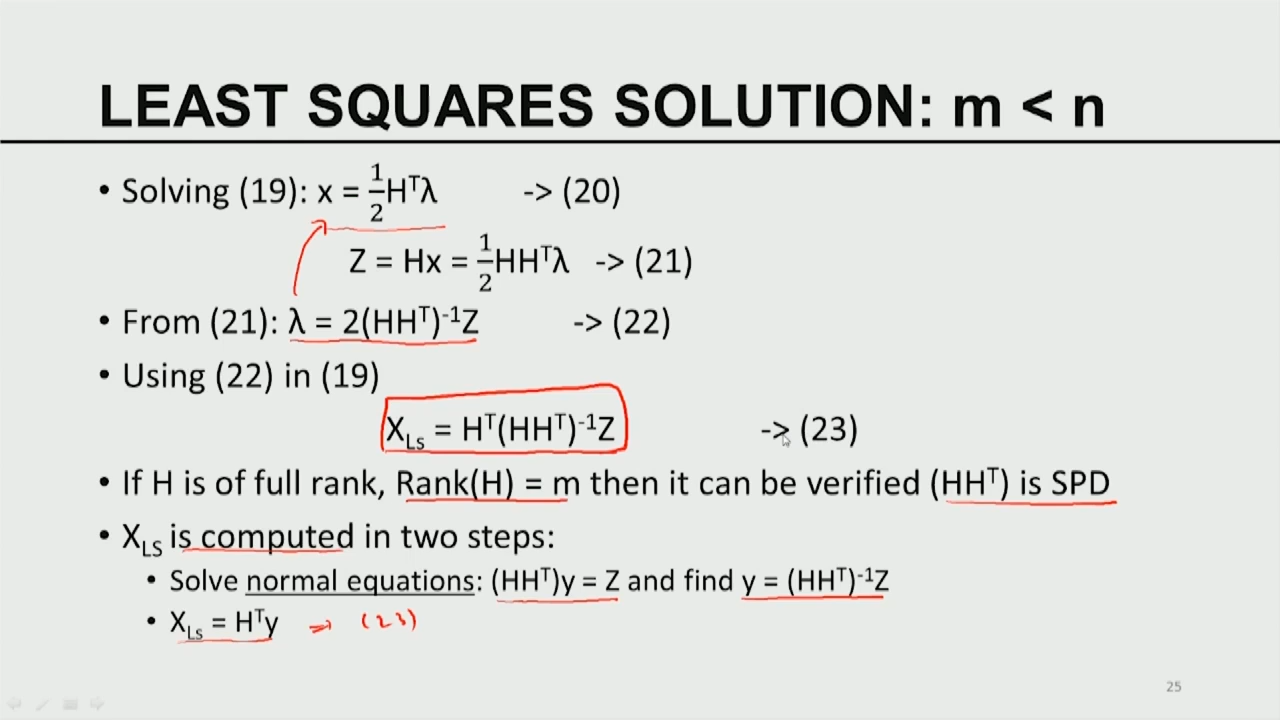 LEAST SQUARES SOLUTION: m < n
• Solving (19): x = ½Hᵀλ -> (20)
Z = Hx = ½HHᵀλ -> (21)
• From (21): λ = 2(HHᵀ)⁻¹Z -> (22)
• Using (22) in (19)
X_Ls = Hᵀ(HHᵀ)⁻¹Z -> (23)
• If H is of full rank, Rank(H) = m then it can be verified (HHᵀ) is SPD
• X_LS is computed in two steps:
• Solve normal equations: (HHᵀ)y = Z and find y = (HHᵀ)⁻¹Z
• X_Ls = Hᵀy ⇒ (23)
25